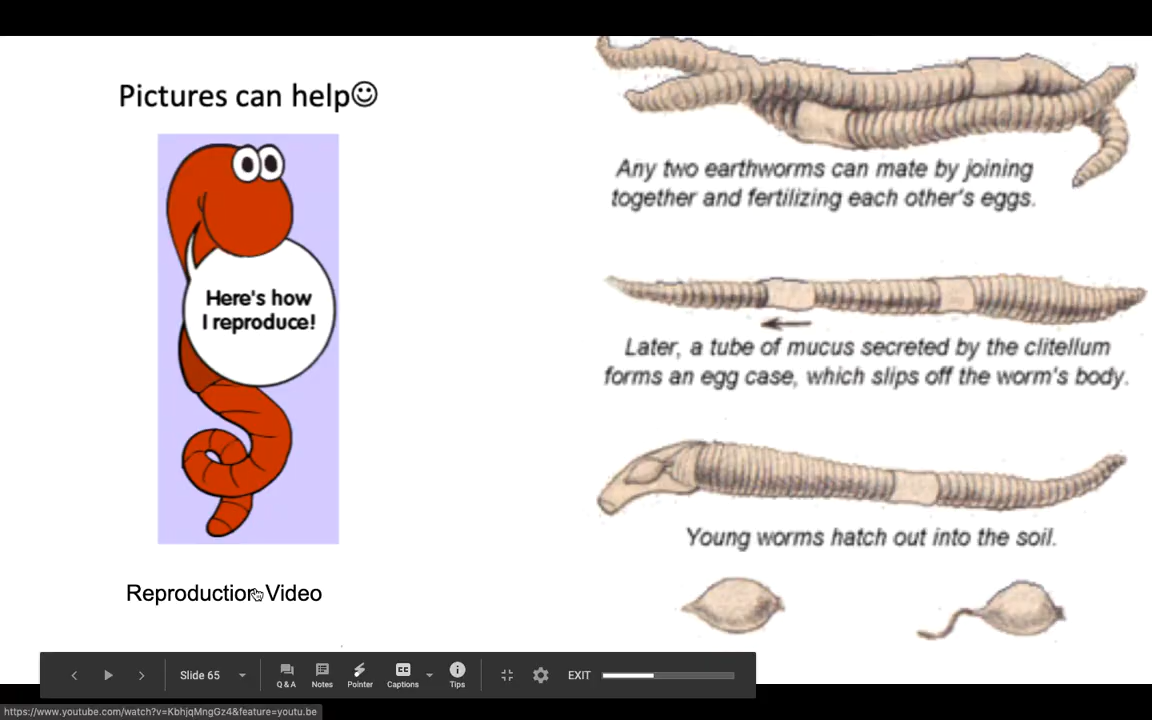 Pictures can help☺
Here's how
I reproduce!
Reproduction Video
Any two earthworms can mate by joining
together and fertilizing each other's eggs.
Later, a tube of mucus secreted by the clitellum
forms an egg case, which slips off the worm's body.
Young worms hatch out into the soil.
Slide 65
Q & A
Notes
Pointer
CC
Captions
Tips
EXIT
https://www.youtube.com/watch?v=KbhjqMngGz4&feature=youtu.be